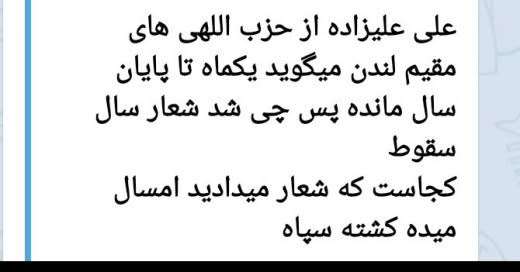 علی علیزاده از حزب اللهی های
مقیم لندن میگوید یکماه تا پایان
سال مانده پس چی شد شعار سال
سقوط
کجاست که شعار میدادید امسال
میده کشته سپاه